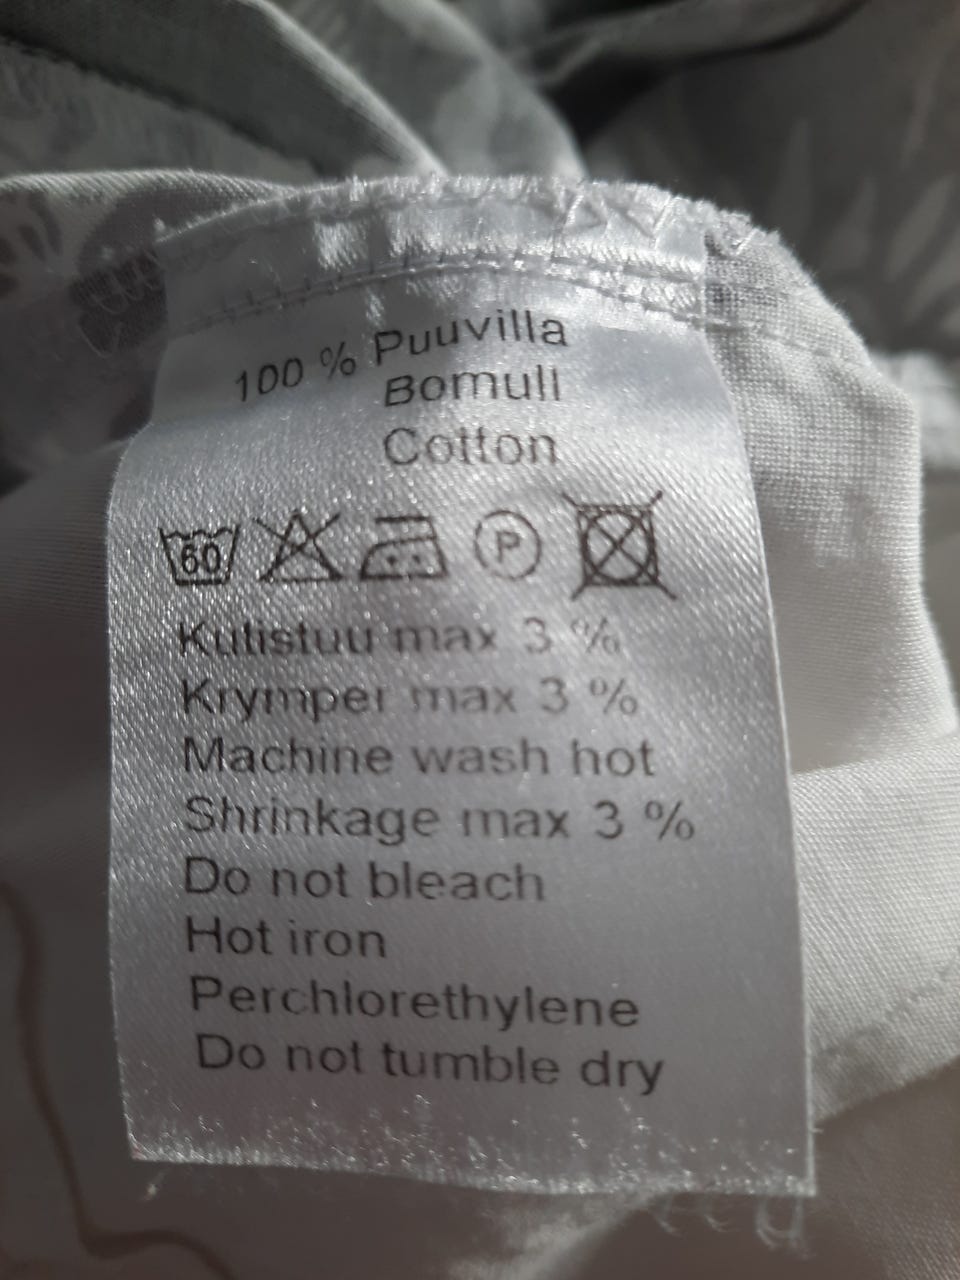 100 % Puuvilla
Bomull
Cotton
60 P
Kutistuu max 3 %
Krymper max 3 %
Machine wash hot
Shrinkage max 3 %
Do not bleach
Hot iron
Perchlorethylene
Do not tumble dry